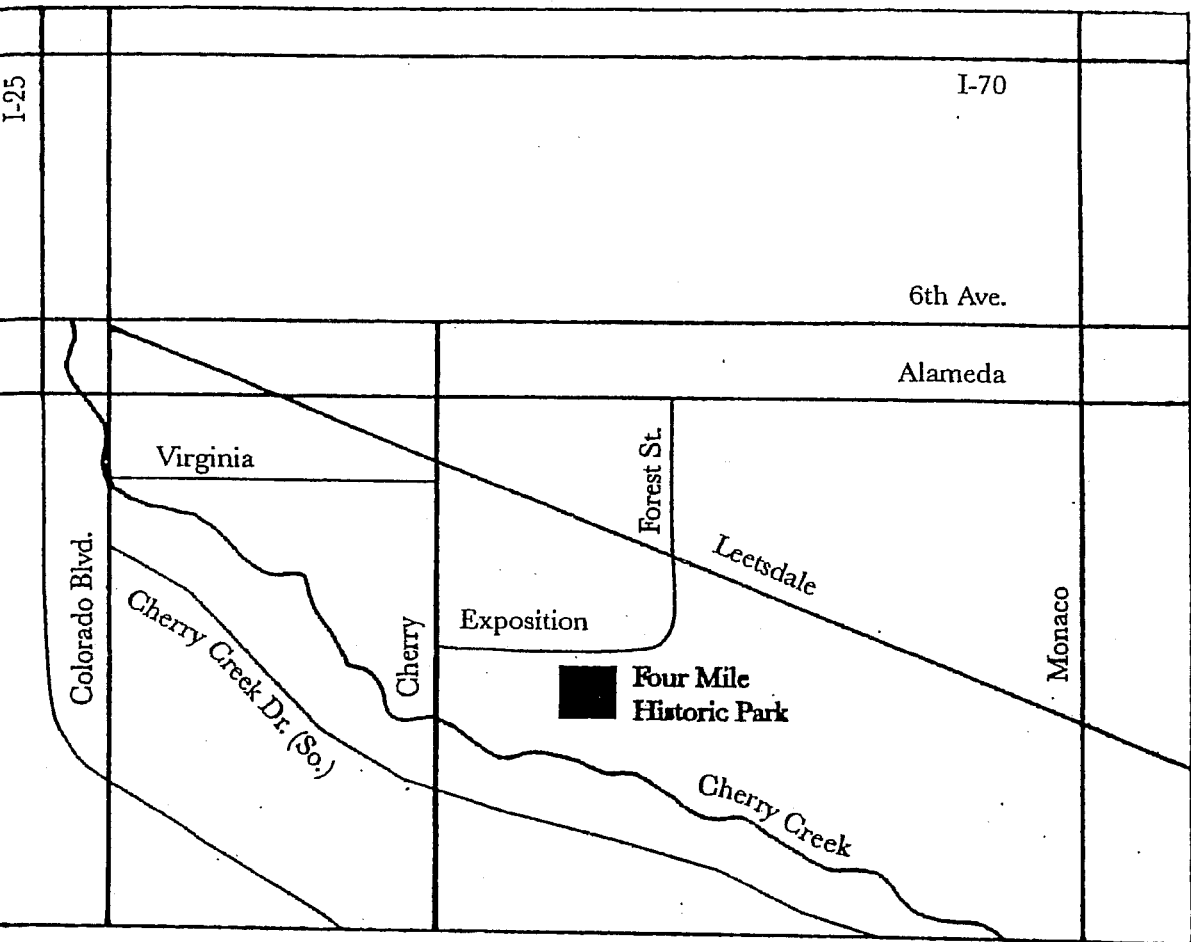 I-25
I-70
6th Ave.
Alameda
Virginia
Forest St.
Leetsdale
Colorado Blvd.
Cherry Creek Dr. (So.)
Cherry
Exposition
Monaco
Four Mile
Historic Park
Cherry Creek